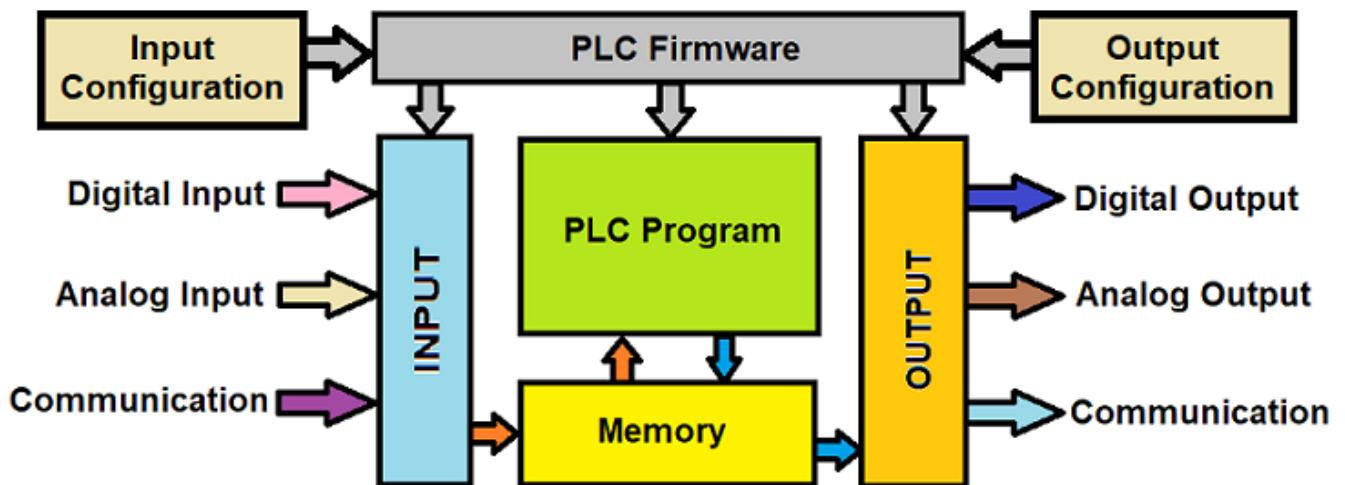 Input
Configuration
PLC Firmware
Output
Configuration
Digital Input
Analog Input
Communication
INPUT
PLC Program
Memory
OUTPUT
Digital Output
Analog Output
Communication